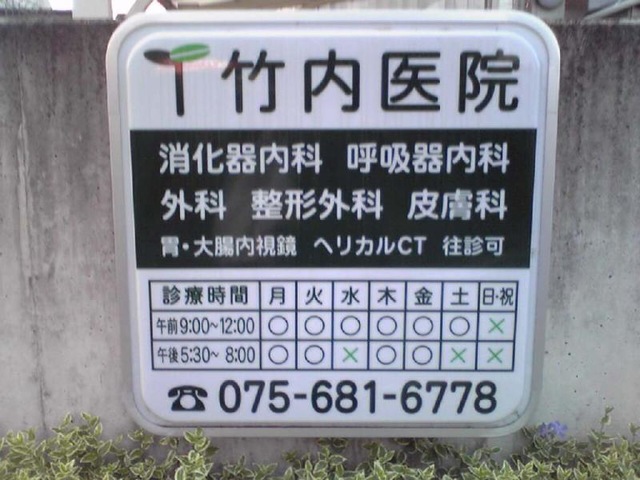 竹内医院
消化器内科 呼吸器内科
外科 整形外科 皮膚科
胃・大腸内視鏡 ヘリカルCT 往診可
診療時間 月 火 水 木 金 土 日・祝
午前9:00~12:00 ○ ○ ○ ○ ○ ○ ×
午後5:30~8:00 ○ ○ × ○ ○ × ×
☎075-681-6778